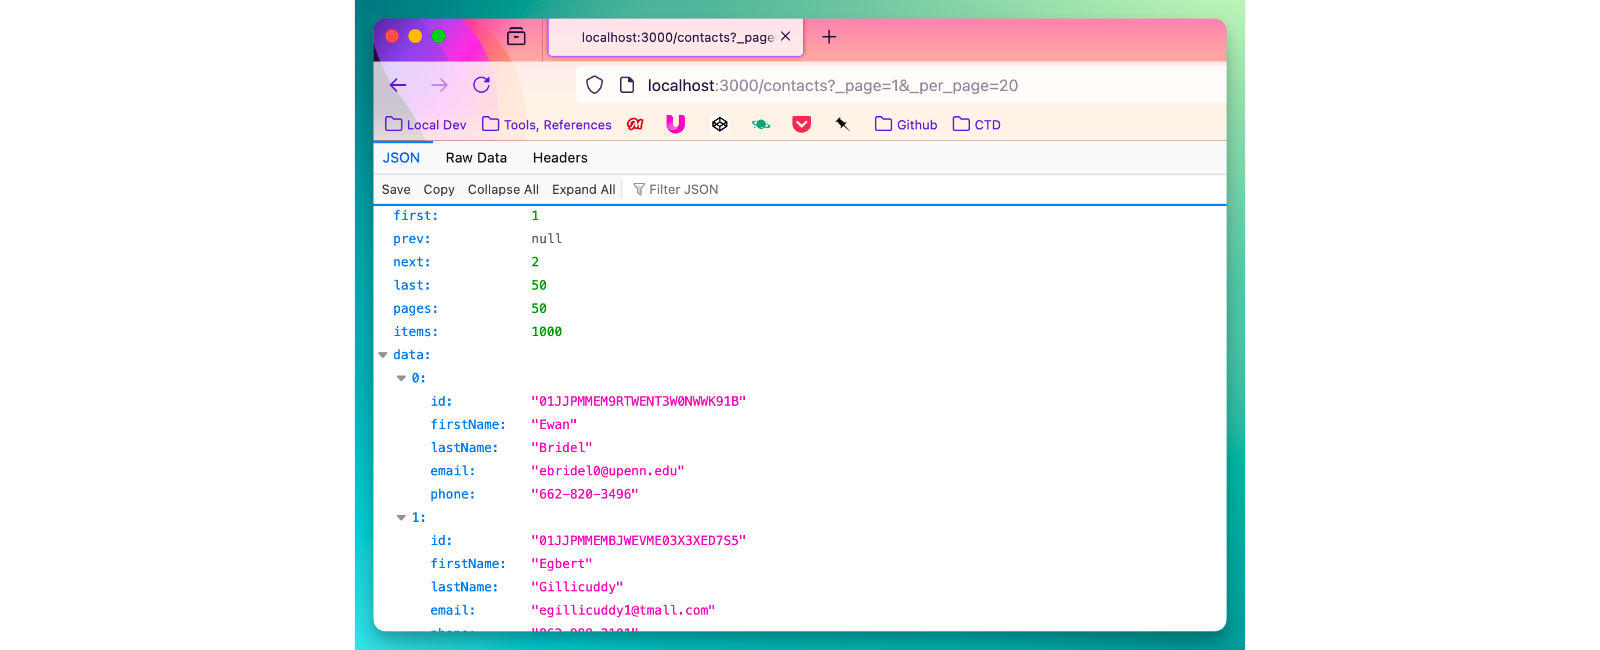 localhost:3000/contacts?_page
localhost:3000/contacts?_page=1&_per_page=20
Local Dev Tools, References Github CTD
JSON Raw Data Headers
Save Copy Collapse All Expand All Filter JSON
first: 1
prev: null
next: 2
last: 50
pages: 50
items: 1000
data:
0:
id: "01JJPMMEM9RTWENT3W0NWWK91B"
firstName: "Ewan"
lastName: "Bridel"
email: "ebridel0@upenn.edu"
phone: "662-820-3496"
1:
id: "01JJPMMEMBJWEVME03X3XED7S5"
firstName: "Egbert"
lastName: "Gillicuddy"
email: "egillicuddy1@tmall.com"